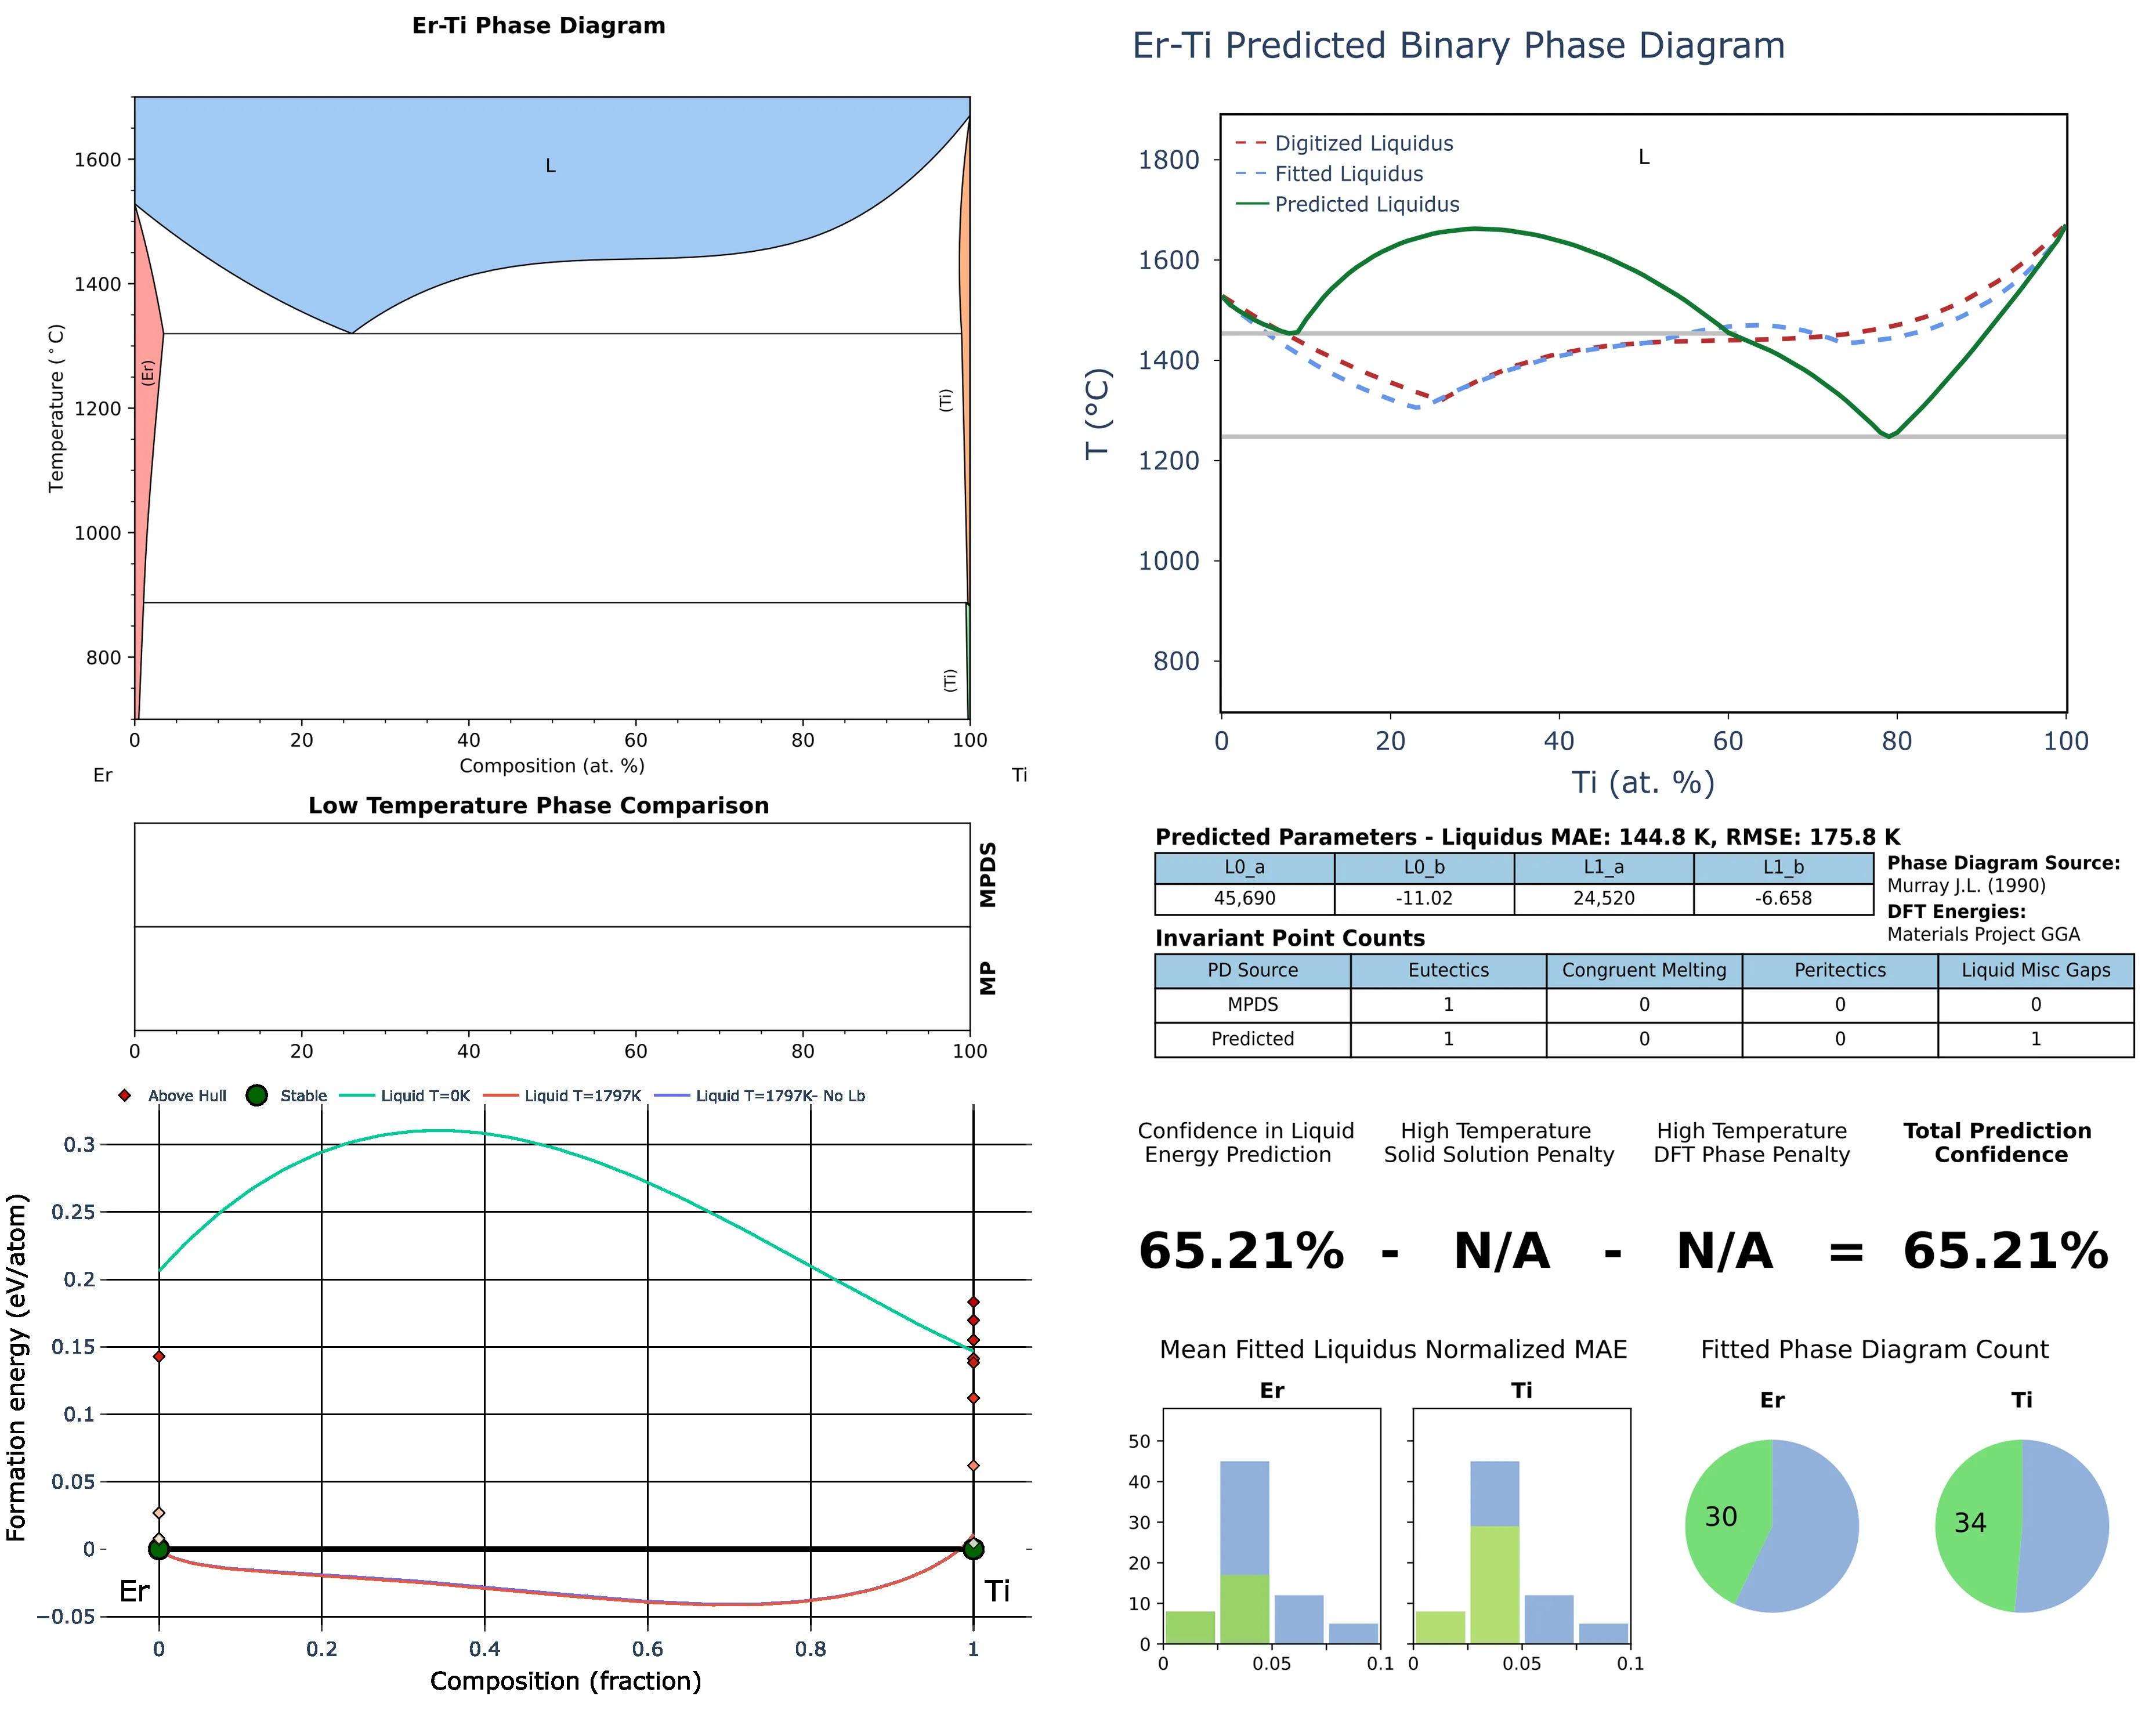 Er-Ti Phase Diagram
1600
1400
1200
1000
800
Temperature (°C)
L
(Er)
(Ti)
(Ti)
0 20 40 60 80 100
Composition (at. %)
Er Ti
Low Temperature Phase Comparison
MPDS
MP
0 20 40 60 80 100
Above Hull Stable Liquid T=0K Liquid T=1797K Liquid T=1797K- No Lb
0.3
0.25
0.2
0.15
0.1
0.05
0
−0.05
Formation energy (eV/atom)
Er Ti
0 0.2 0.4 0.6 0.8 1
Composition (fraction)
Er-Ti Predicted Binary Phase Diagram
Digitized Liquidus
Fitted Liquidus
Predicted Liquidus
L
1800
1600
1400
1200
1000
800
T (°C)
0 20 40 60 80 100
Ti (at. %)
Predicted Parameters - Liquidus MAE: 144.8 K, RMSE: 175.8 K
L0_a L0_b L1_a L1_b
45,690 -11.02 24,520 -6.658
Phase Diagram Source:
Murray J.L. (1990)
DFT Energies:
Materials Project GGA
Invariant Point Counts
PD Source Eutectics Congruent Melting Peritectics Liquid Misc Gaps
MPDS 1 0 0 0
Predicted 1 0 0 1
Confidence in Liquid
Energy Prediction
High Temperature
Solid Solution Penalty
High Temperature
DFT Phase Penalty
Total Prediction
Confidence
65.21% - N/A - N/A = 65.21%
Mean Fitted Liquidus Normalized MAE
Er Ti
50
40
30
20
10
0
0 0.05 0.1 0 0.05 0.1
Fitted Phase Diagram Count
Er Ti
30 34